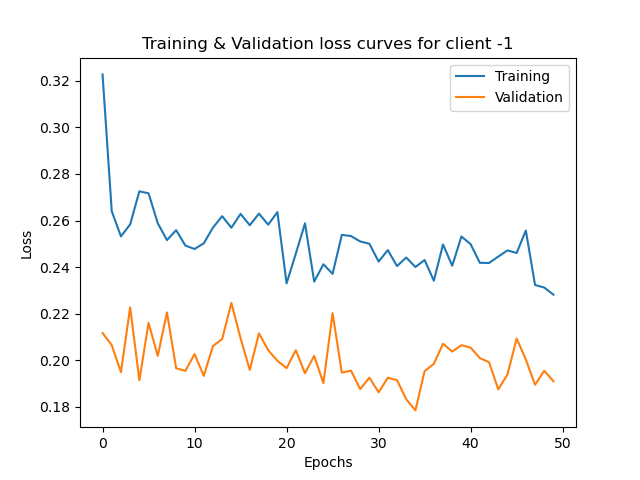 Training & Validation loss curves for client -1
Training
Validation
Loss
0.32
0.30
0.28
0.26
0.24
0.22
0.20
0.18
0 10 20 30 40 50
Epochs